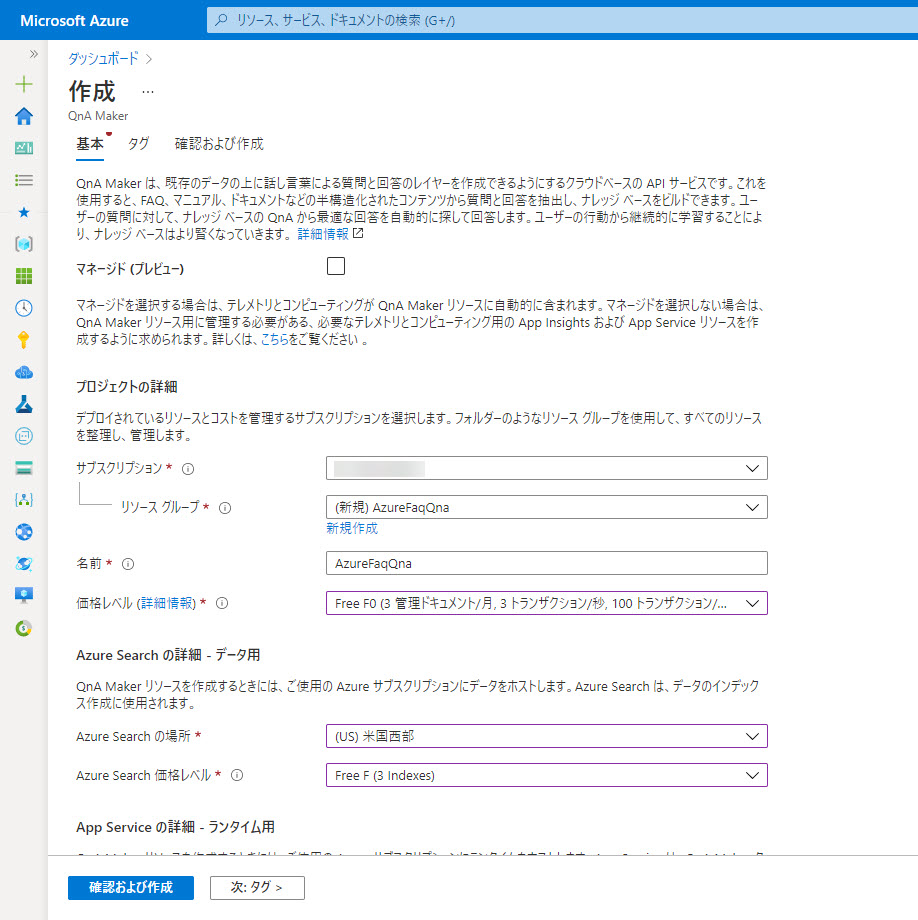 Microsoft Azure
リソース、サービス、ドキュメントの検索 (G+/)
ダッシュボード
作成
...
QnA Maker
基本
タグ
確認および作成
QnA Maker は、既存のデータの上に話し言葉による質問と回答のレイヤーを作成できるようにするクラウドベースの API サービスです。これを
使用すると、FAQ、マニュアル、ドキュメントなどの半構造化されたコンテンツから質問と回答を抽出し、ナレッジ ベースをビルドできます。ユー
ザーの質問に対して、ナレッジ ベースの QnA から最適な回答を自動的に探して回答します。ユーザーの行動から継続的に学習することによ
り、ナレッジ ベースはより賢くなっていきます。 詳細情報
マネージド (プレビュー)
マネージドを選択する場合は、テレメトリとコンピューティングが QnA Maker リソースに自動的に含まれます。マネージドを選択しない場合は、
QnA Maker リソース用に管理する必要がある、必要なテレメトリとコンピューティング用の App Insights および App Service リソースを作
成するように求められます。詳しくは、こちらをご覧ください 。
プロジェクトの詳細
デプロイされているリソースとコストを管理するサブスクリプションを選択します。フォルダーのようなリソース グループを使用して、すべてのリソース
を整理し、管理します。
サブスクリプション *
リソース グループ *
(新規) AzureFaqQna
新規作成
名前 *
AzureFaqQna
価格レベル (詳細情報) *
Free F0 (3 管理ドキュメント/月, 3 トランザクション/秒, 100 トランザクション/...
Azure Search の詳細 - データ用
QnA Maker リソースを作成するときには、ご使用の Azure サブスクリプションにデータをホストします。Azure Search は、データのインデック
ス作成に使用されます。
Azure Search の場所 *
(US) 米国西部
Azure Search 価格レベル *
Free F (3 Indexes)
App Service の詳細 - ランタイム用
確認および作成
次: タグ >